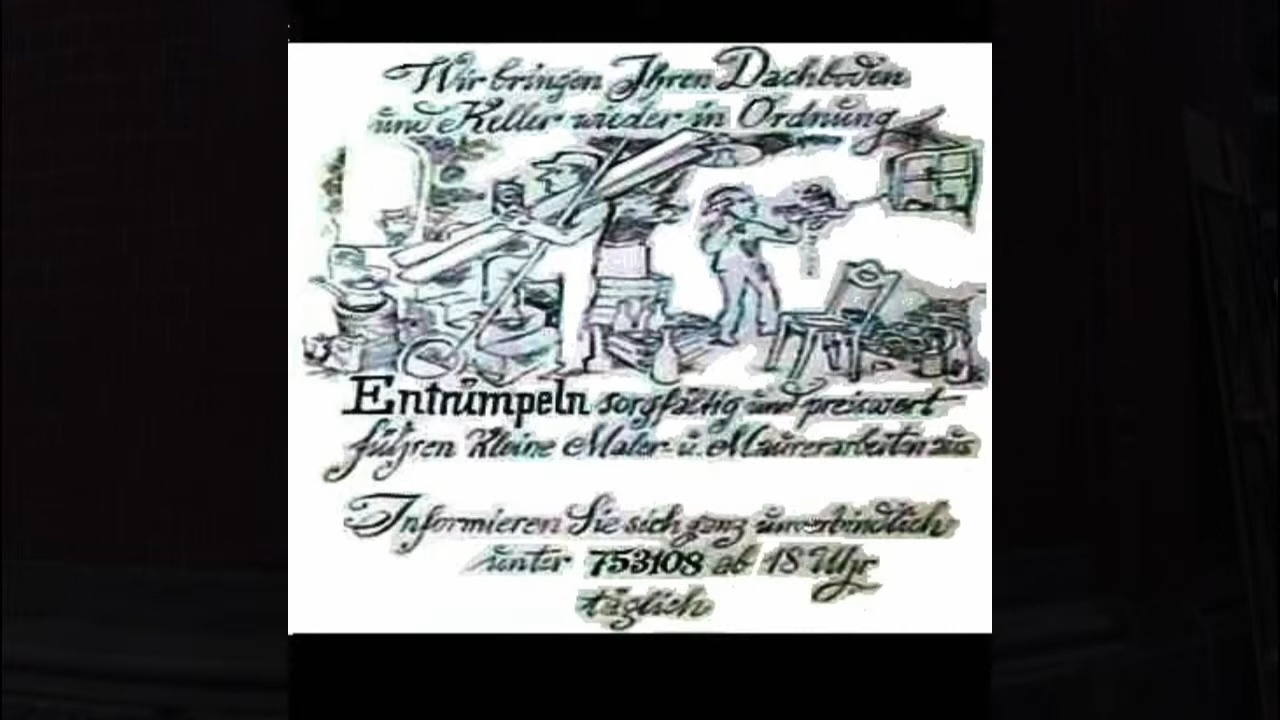 Wir bringen Ihren Dachboden
und Keller wieder in Ordnung
Entrümpeln sorgfältig und preiswert
führen kleine Maler- u. Maurerarbeiten aus
Informieren Sie sich ganz unverbindlich
unter 753108 ab 18 Uhr
täglich